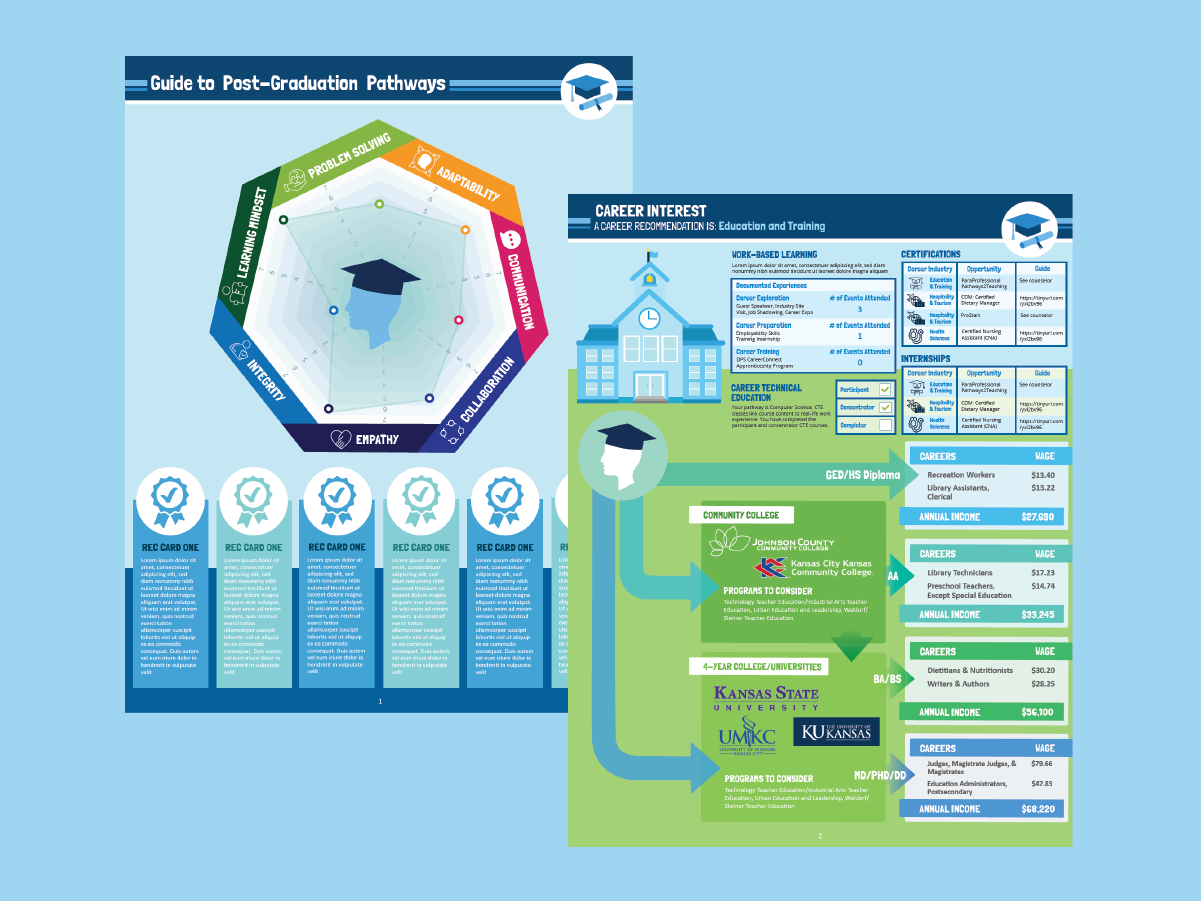 Guide to Post-Graduation Pathways
PROBLEM SOLVING
ADAPTABILITY
LEARNING MINDSET
COMMUNICATION
INTEGRITY
COLLABORATION
EMPATHY
REC CARD ONE
Lorem ipsum dolor sit
amet, consectetuer
adipiscing elit, sed
diam nonummy nibh
euismod tincidunt ut
laoreet dolore magna
aliquam erat volutpat.
Ut wisi enim ad minim
veniam, quis nostrud
exerci tation
ullamcorper suscipit
lobortis nisl ut aliquip
ex ea commodo
consequat. Duis autem
vel eum iriure dolor in
hendrerit in vulputate
velit
REC CARD ONE
Lorem ipsum dolor sit
amet, consectetuer
adipiscing elit, sed
diam nonummy nibh
euismod tincidunt ut
laoreet dolore magna
aliquam erat volutpat.
Ut wisi enim ad minim
veniam, quis nostrud
exerci tation
ullamcorper suscipit
lobortis nisl ut aliquip
ex ea commodo
consequat. Duis autem
vel eum iriure dolor in
hendrerit in vulputate
velit
REC CARD ONE
Lorem ipsum dolor sit
amet, consectetuer
adipiscing elit, sed
diam nonummy nibh
euismod tincidunt ut
laoreet dolore magna
aliquam erat volutpat.
Ut wisi enim ad minim
veniam, quis nostrud
exerci tation
ullamcorper suscipit
lobortis nisl ut aliquip
ex ea commodo
consequat. Duis autem
vel eum iriure dolor in
hendrerit in vulputate
velit
REC CARD ONE
Lorem ipsum dolor sit
amet, consectetuer
adipiscing elit, sed
diam nonummy nibh
euismod tincidunt ut
laoreet dolore magna
aliquam erat volutpat.
Ut wisi enim ad minim
veniam, quis nostrud
exerci tation
ullamcorper suscipit
lobortis nisl ut aliquip
ex ea commodo
consequat. Duis autem
vel eum iriure dolor in
hendrerit in vulputate
velit
REC CARD ONE
Lorem ipsum dolor sit
amet, consectetuer
adipiscing elit, sed
diam nonummy nibh
euismod tincidunt ut
laoreet dolore magna
aliquam erat volutpat.
Ut wisi enim ad minim
veniam, quis nostrud
exerci tation
ullamcorper suscipit
lobortis nisl ut aliquip
ex ea commodo
consequat. Duis autem
vel eum iriure dolor in
hendrerit in vulputate
velit
1
CAREER INTEREST
A CAREER RECOMMENDATION IS: Education and Training
WORK-BASED LEARNING
Lorem ipsum dolor sit amet, consectetuer adipiscing elit, sed diam
nonummy nibh euismod tincidunt ut laoreet dolore magna aliquam
Documented Experiences
Career Exploration # of Events Attended
Guest Speakeer, Industry Site
Visit, Job Shadowing, Career Expo
3
Career Preparation # of Events Attended
Employability Skills
Training Internship
1
Career Training # of Events Attended
DPS CareerConnect
Apprenticeship Program
0
CAREER TECHNICAL
EDUCATION
Your pathway is Computer Science. CTE
classes link course content to real-life work
experience. You have completed the
participant and concentrator CTE courses.
Participant
Concentrator
Completer
CERTIFICATIONS
Career Industry Opportunity Guide
Education
& Training
ParaProfessional
Pathways2Teaching
See counselor
Hospitality
& Tourism
CDM: Certified
Dietary Manager
https://tinyurl.com
/yxl2bx96
Hospitality
& Tourism
ProStart
See counselor
Health
Sciences
Certified Nursing
Assistant (CNA)
https://tinyurl.com
/yxl2bx96
INTERNSHIPS
Career Industry Opportunity Guide
Education
& Training
ParaProfessional
Pathways2Teaching
See counselor
Hospitality
& Tourism
CDM: Certified
Dietary Manager
https://tinyurl.com
/yxl2bx96
Education
& Training
Certified Nursing
Assistant (CNA)
https://tinyurl.com
/yxl2bx96
GED/HS Diploma
CAREERS WAGE
Recreation Workers $13.40
Library Assistants, $13.22
Clerical
ANNUAL INCOME $27,690
COMMUNITY COLLEGE
JOHNSON COUNTY
COMMUNITY COLLEGE
Kansas City Kansas
Community College.
PROGRAMS TO CONSIDER
Technology Teacher Education/Industrial Arts Teacher
Education, Urban Education and Leadership, Waldorf/
Steiner Teacher Education
AA
CAREERS WAGE
Library Technicians $17.23
Preschool Teachers, $14.74
Except Special Education
ANNUAL INCOME $33,245
4-YEAR COLLEGE/UNIVERSITIES
KANSAS STATE
UNIVERSITY
UMKC
UNIVERSITY OF MISSOURI
KANSAS CITY
KU THE UNIVERSITY OF
KANSAS
PROGRAMS TO CONSIDER
Technology Teacher Education/Industrial Arts Teacher
Education, Urban Education and Leadership, Waldorf/
Steiner Teacher Education
BA/BS
CAREERS WAGE
Dietitians & Nutritionists $30.20
Writers & Authors $28.25
ANNUAL INCOME $56,100
MD/PHD/DD
CAREERS WAGE
Judges, Magistrate Judges, & $79.66
Magistrates
Education Administrators, $47.83
Postsecondary
ANNUAL INCOME $68,220
2